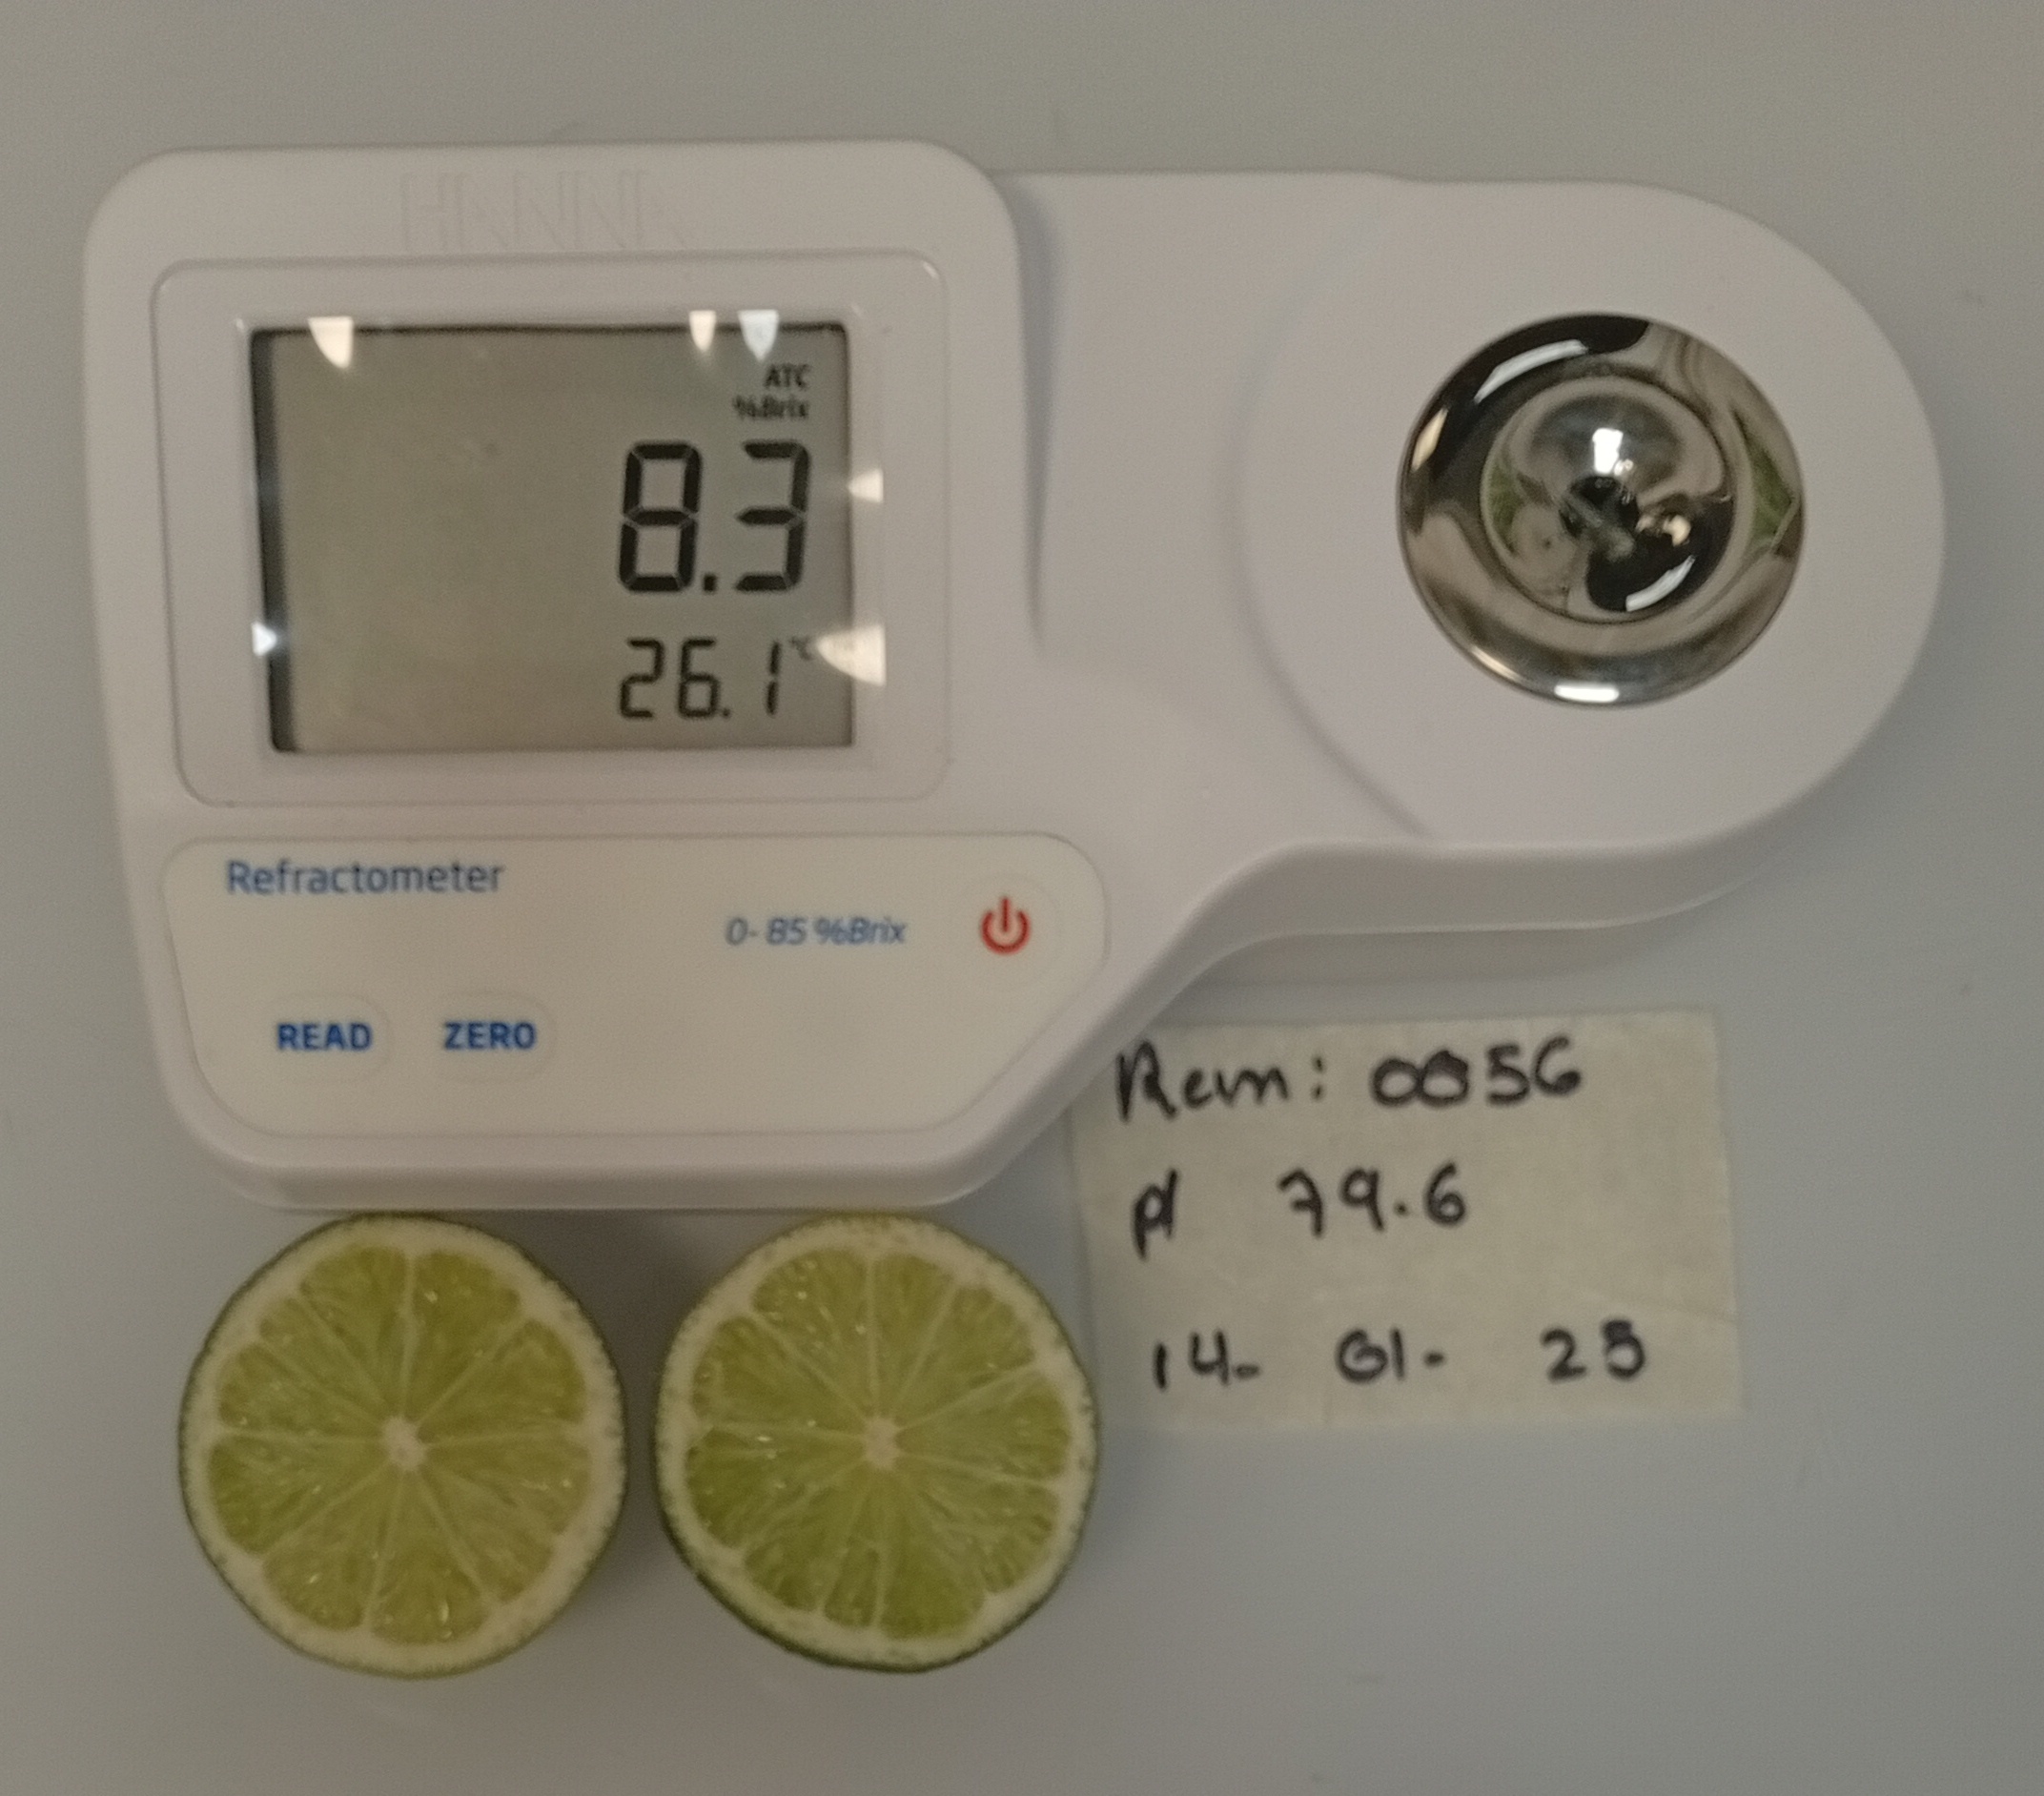 HANNA
ATC
%Brix
8.3
26.1 °C
Refractometer
0-85 %Brix
READ ZERO
Rem: 0056
p/ 79.6
14- 01- 25